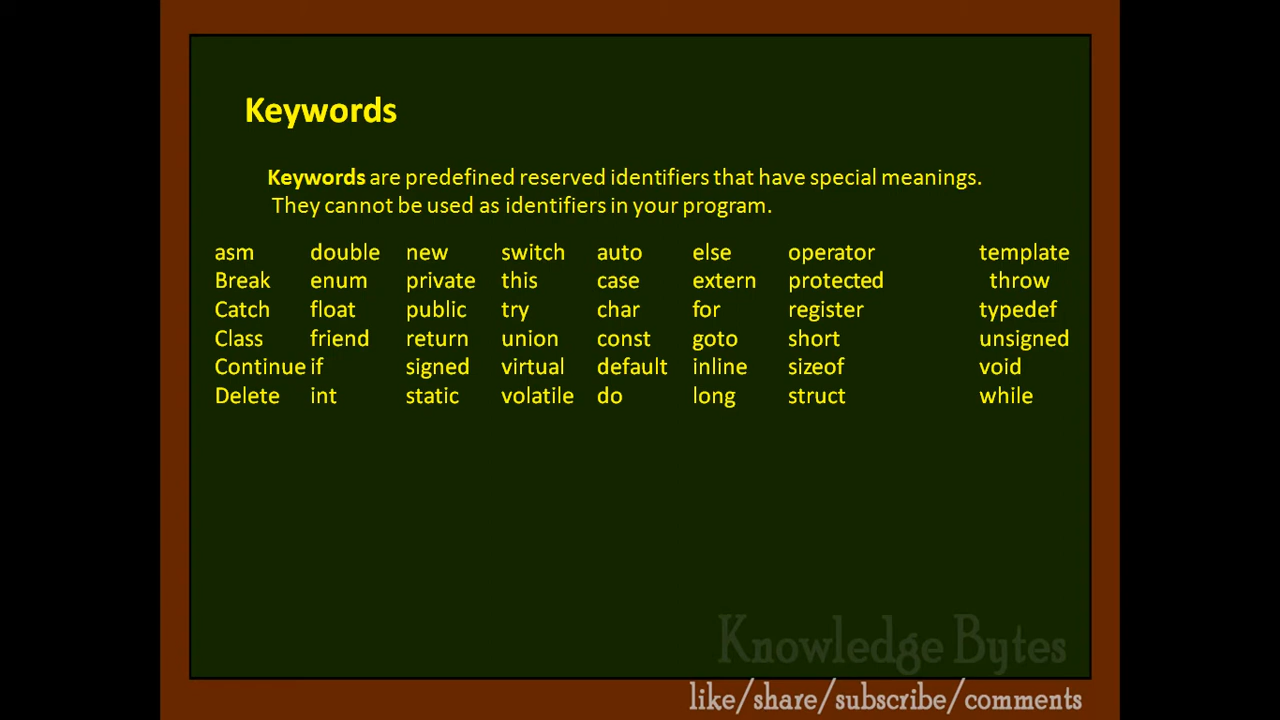 Keywords
Keywords are predefined reserved identifiers that have special meanings.
They cannot be used as identifiers in your program.
asm double new switch auto else operator template
Break enum private this case extern protected throw
Catch float public try char for register typedef
Class friend return union const goto short unsigned
Continue if signed virtual default inline sizeof void
Delete int static volatile do long struct while
Knowledge Bytes
like/share/subscribe/comments